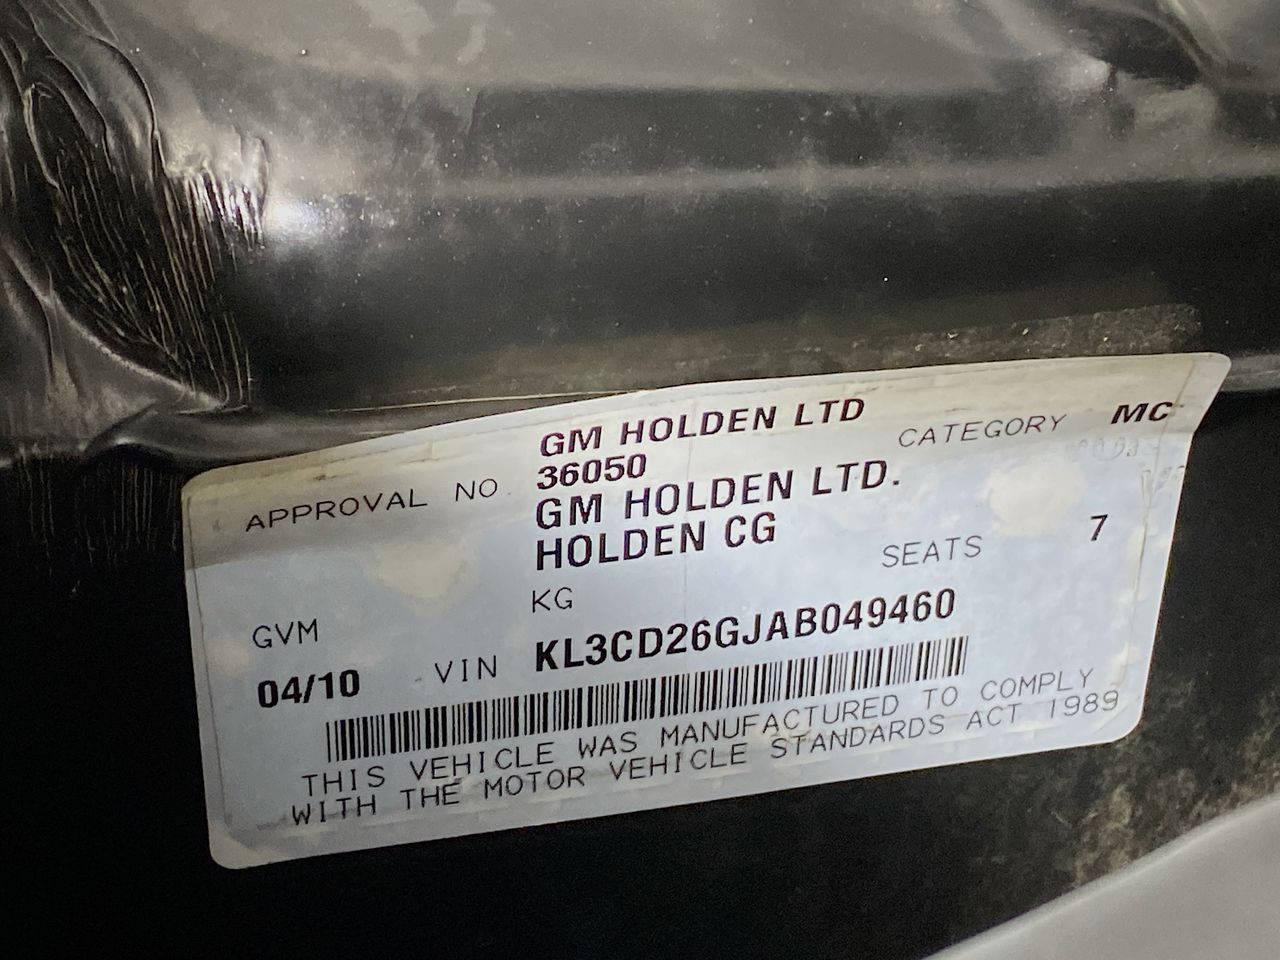 GM HOLDEN LTD
APPROVAL NO 36050 CATEGORY MC
GM HOLDEN LTD.
HOLDEN CG
SEATS 7
GVM KG
04/10 VIN KL3CD26GJAB049460
THIS VEHICLE WAS MANUFACTURED TO COMPLY
WITH THE MOTOR VEHICLE STANDARDS ACT 1989